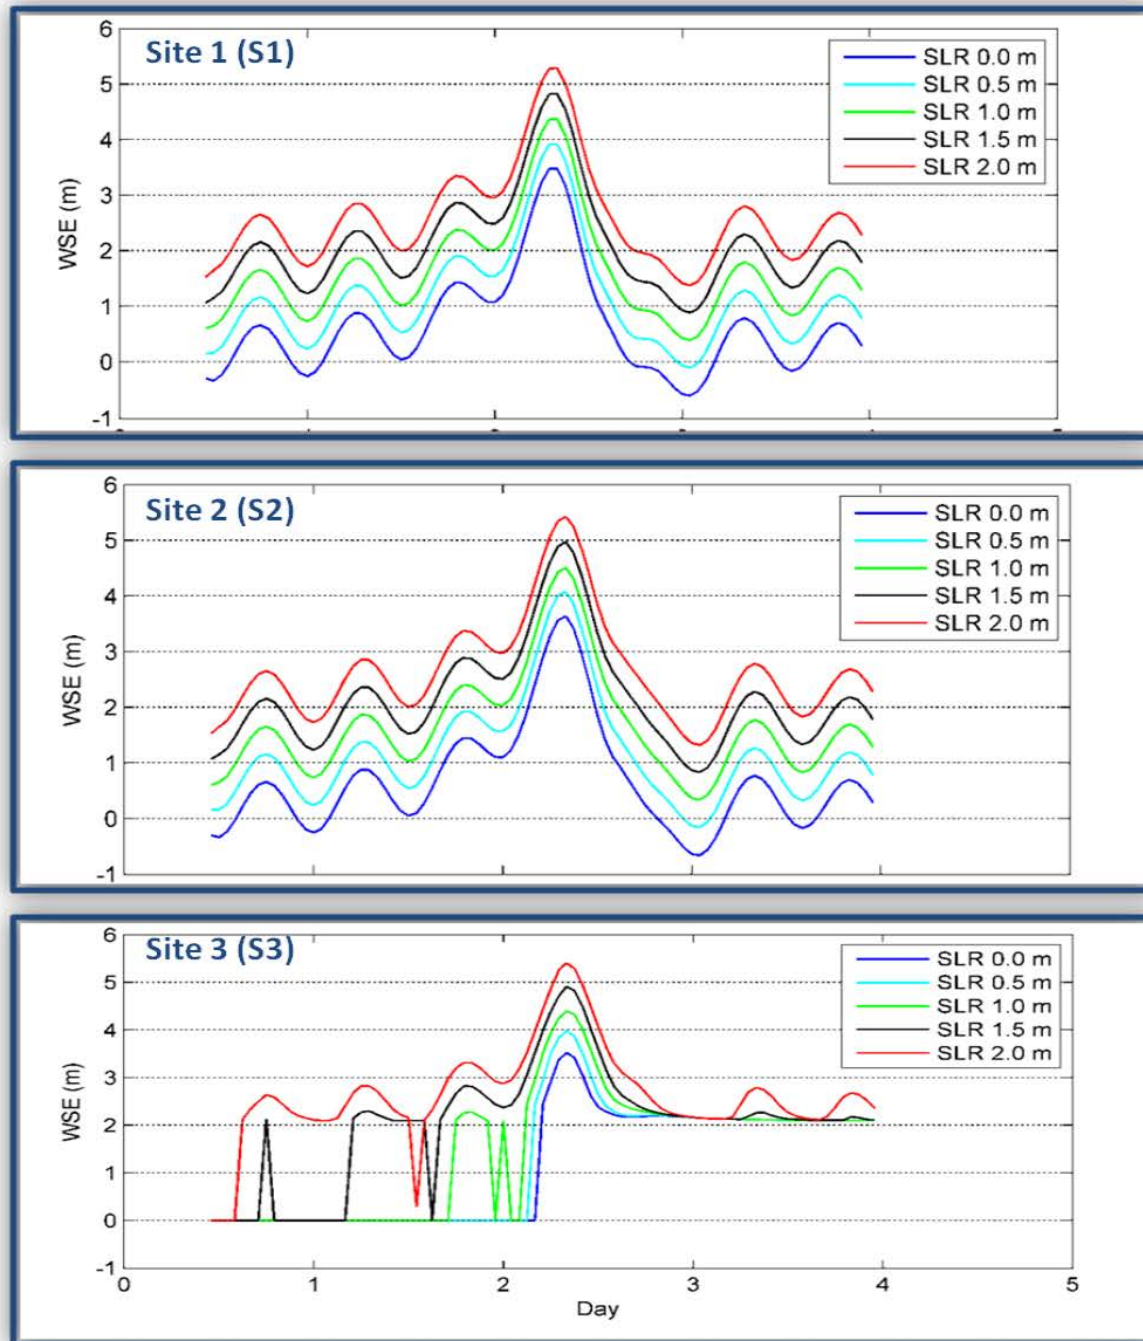 Site 1 (S1)
6
5
4
3
2
1
0
-1
WSE (m)
SLR 0.0 m
SLR 0.5 m
SLR 1.0 m
SLR 1.5 m
SLR 2.0 m
Site 2 (S2)
6
5
4
3
2
1
0
-1
WSE (m)
SLR 0.0 m
SLR 0.5 m
SLR 1.0 m
SLR 1.5 m
SLR 2.0 m
Site 3 (S3)
6
5
4
3
2
1
0
-1
WSE (m)
SLR 0.0 m
SLR 0.5 m
SLR 1.0 m
SLR 1.5 m
SLR 2.0 m
0 1 2 3 4 5
Day